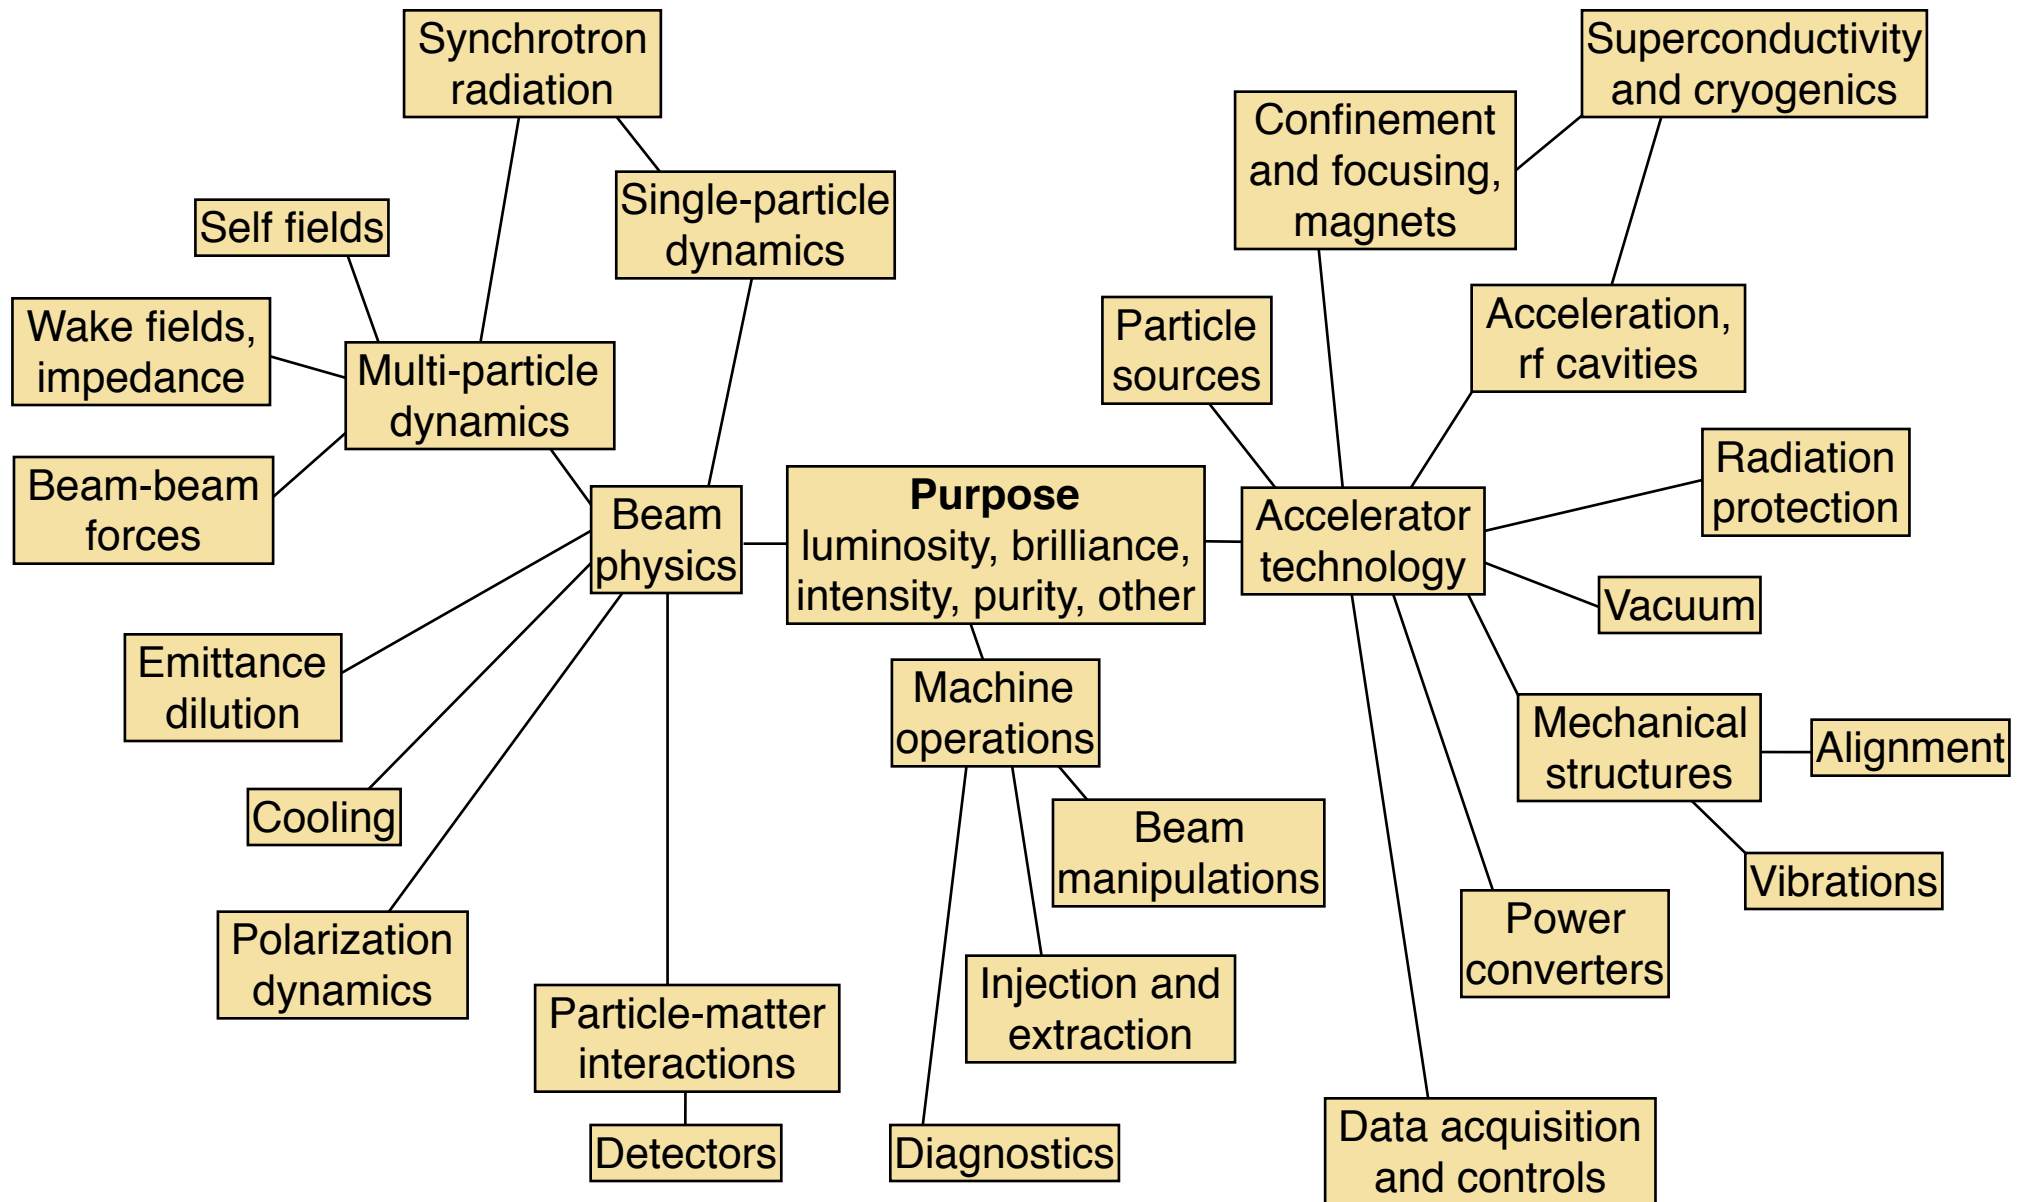 Synchrotron
radiation
Superconductivity
and cryogenics
Confinement
and focusing,
magnets
Single-particle
dynamics
Self fields
Wake fields,
impedance
Particle
sources
Acceleration,
rf cavities
Multi-particle
dynamics
Beam-beam
forces
Radiation
protection
Beam
physics
Purpose
luminosity, brilliance,
intensity, purity, other
Accelerator
technology
Vacuum
Emittance
dilution
Machine
operations
Mechanical
structures
Alignment
Cooling
Beam
manipulations
Vibrations
Power
converters
Polarization
dynamics
Injection and
extraction
Particle-matter
interactions
Detectors
Diagnostics
Data acquisition
and controls